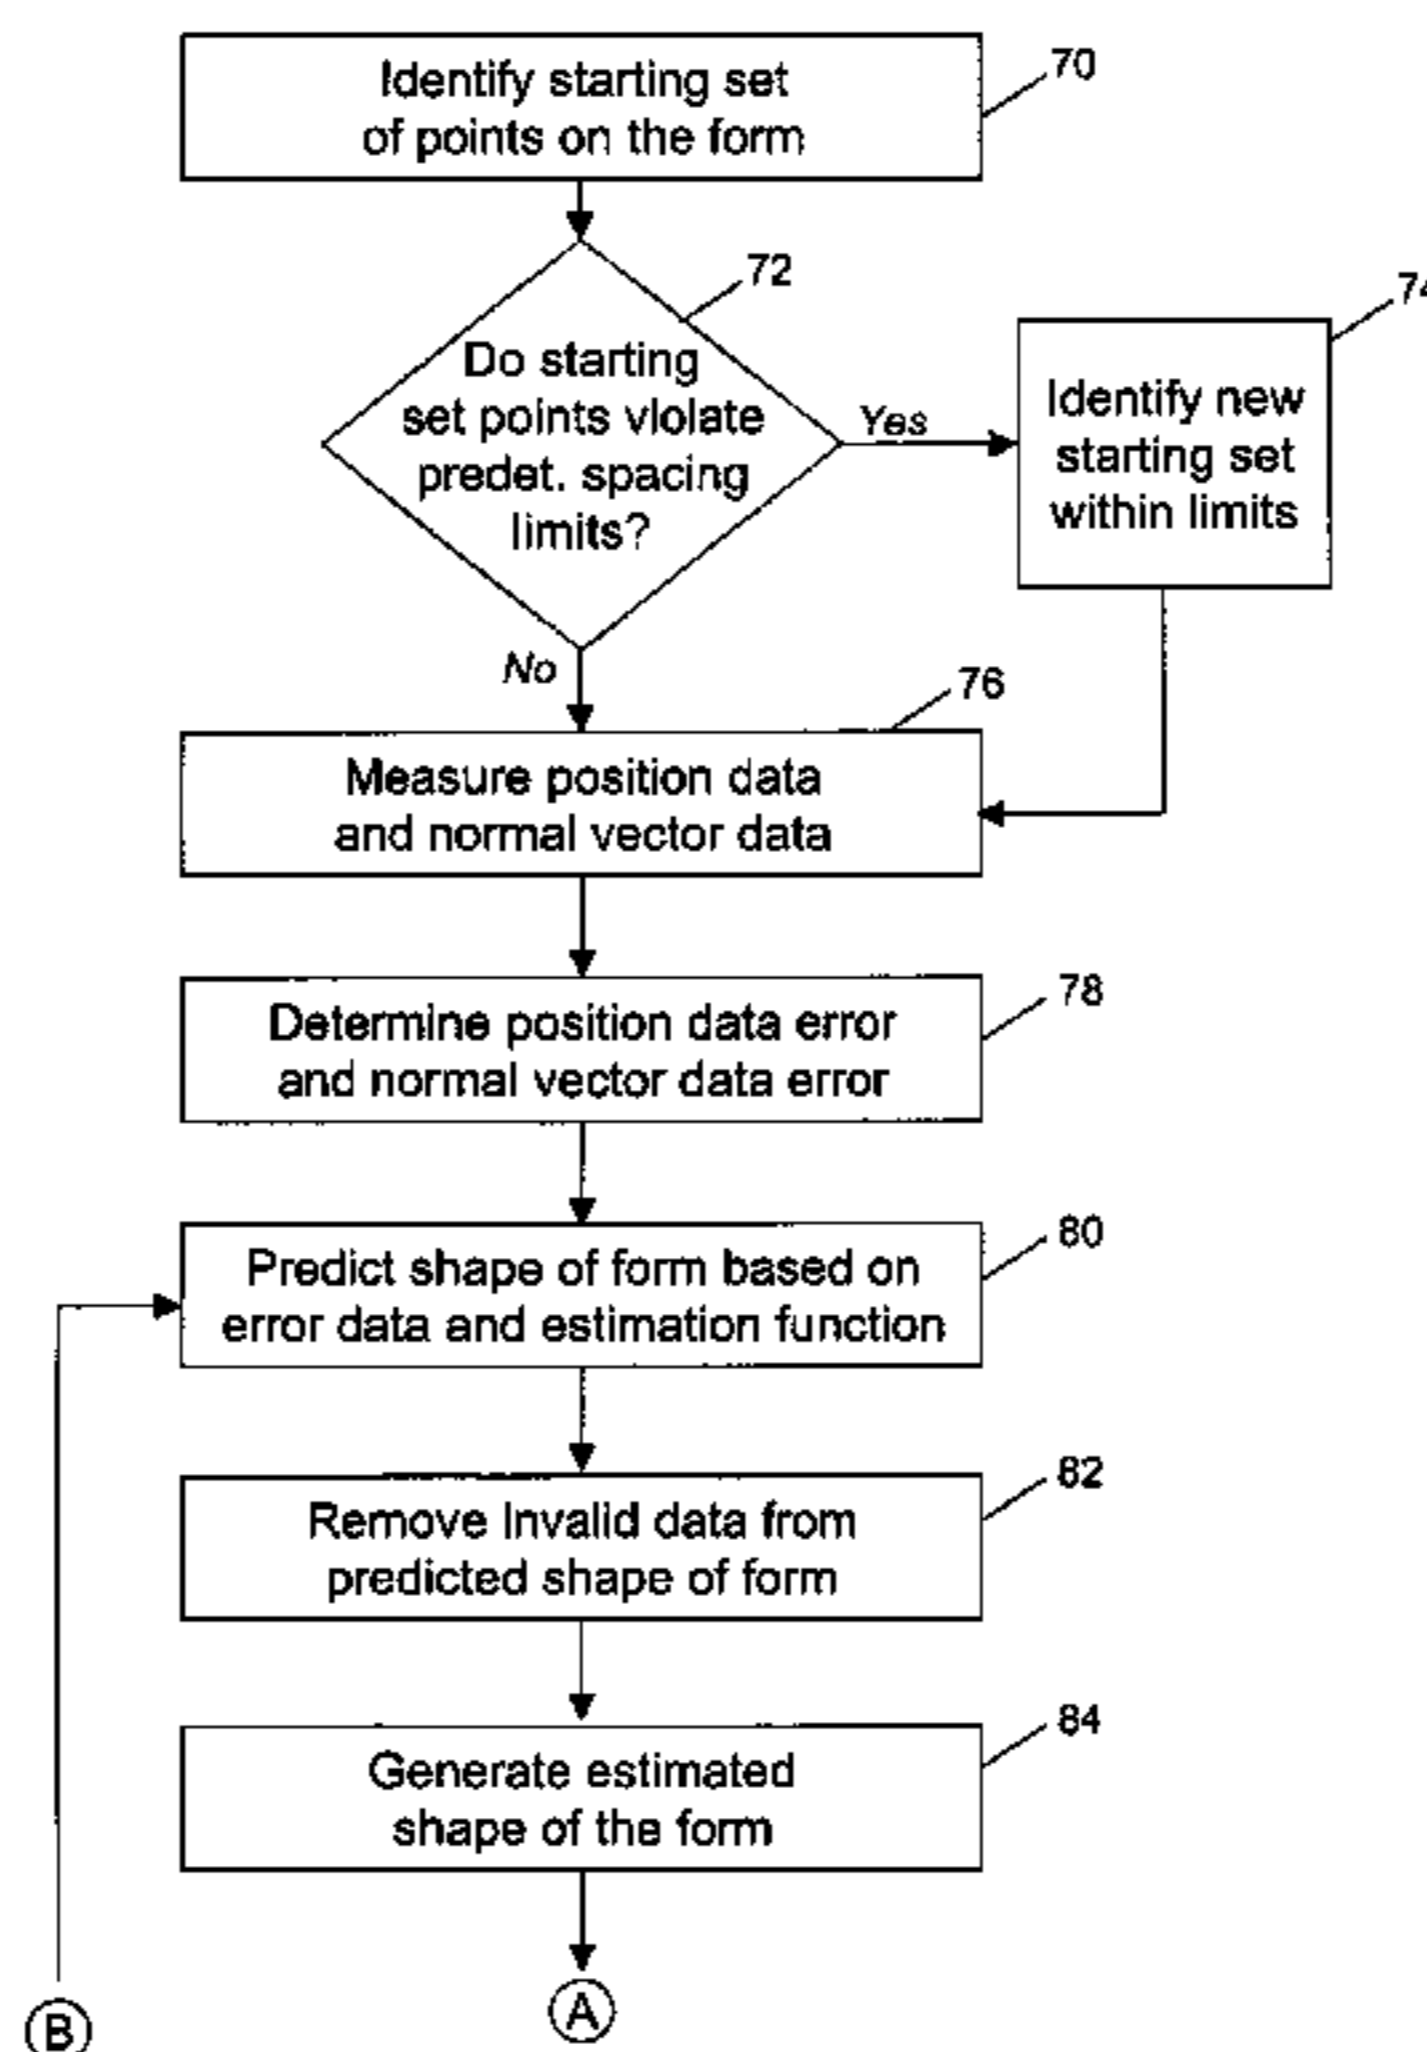 Identify starting set
of points on the form
70
72
Do starting
set points violate
predet. spacing
limits?
Yes
74
Identify new
starting set
within limits
No
76
Measure position data
and normal vector data
78
Determine position data error
and normal vector data error
80
Predict shape of form based on
error data and estimation function
82
Remove Invalid data from
predicted shape of form
84
Generate estimated
shape of the form
A
B